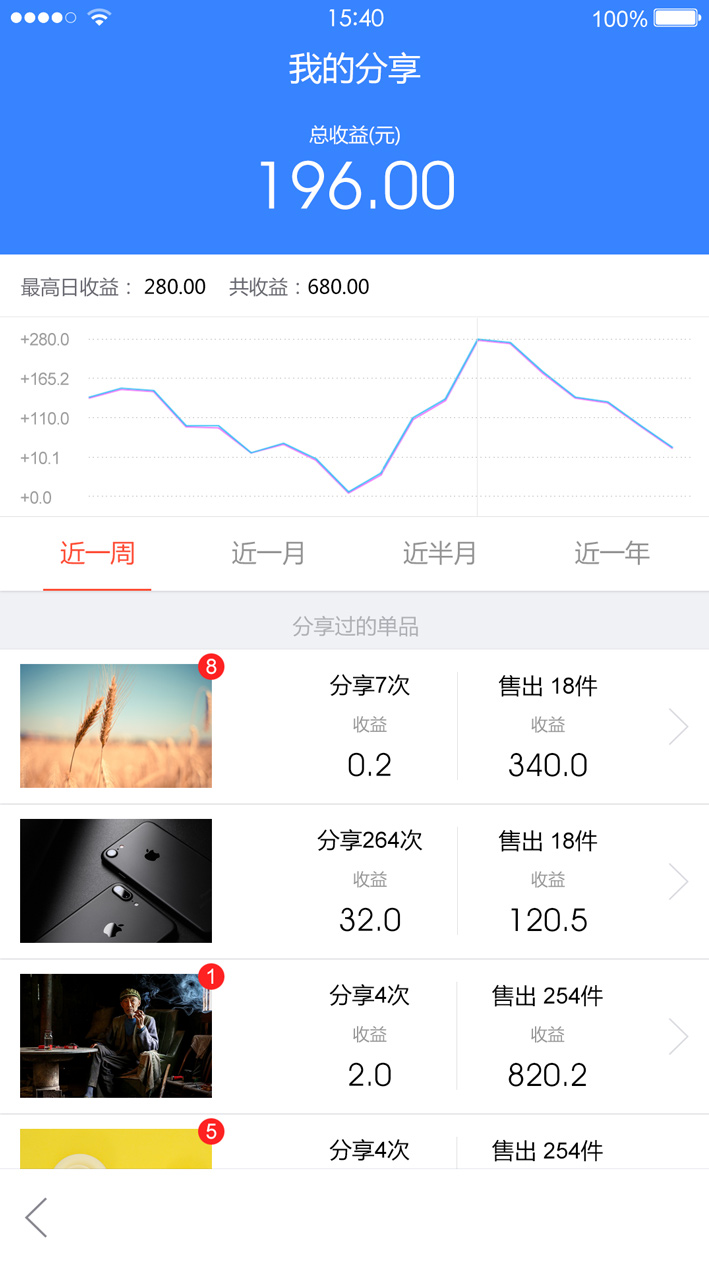 15:40
100%
我的分享
总收益(元)
196.00
最高日收益： 280.00 共收益：680.00
+280.0
+165.2
+110.0
+10.1
+0.0
近一周 近一月 近半月 近一年
分享过的单品
8
分享7次 售出 18件
收益 收益
0.2 340.0
分享264次 售出 18件
收益 收益
32.0 120.5
1
分享4次 售出 254件
收益 收益
2.0 820.2
5
分享4次 售出 254件